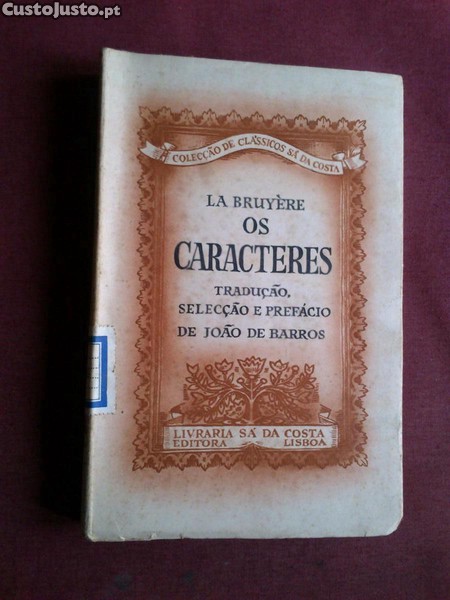 CustoJusto.pt
COLECÇÃO DE CLÁSSICOS SÁ DA COSTA
LA BRUYÈRE
OS
CARACTERES
TRADUÇÃO,
SELECÇÃO E PREFÁCIO
DE JOÃO DE BARROS
LIVRARIA SÁ DA COSTA
EDITORA LISBOA